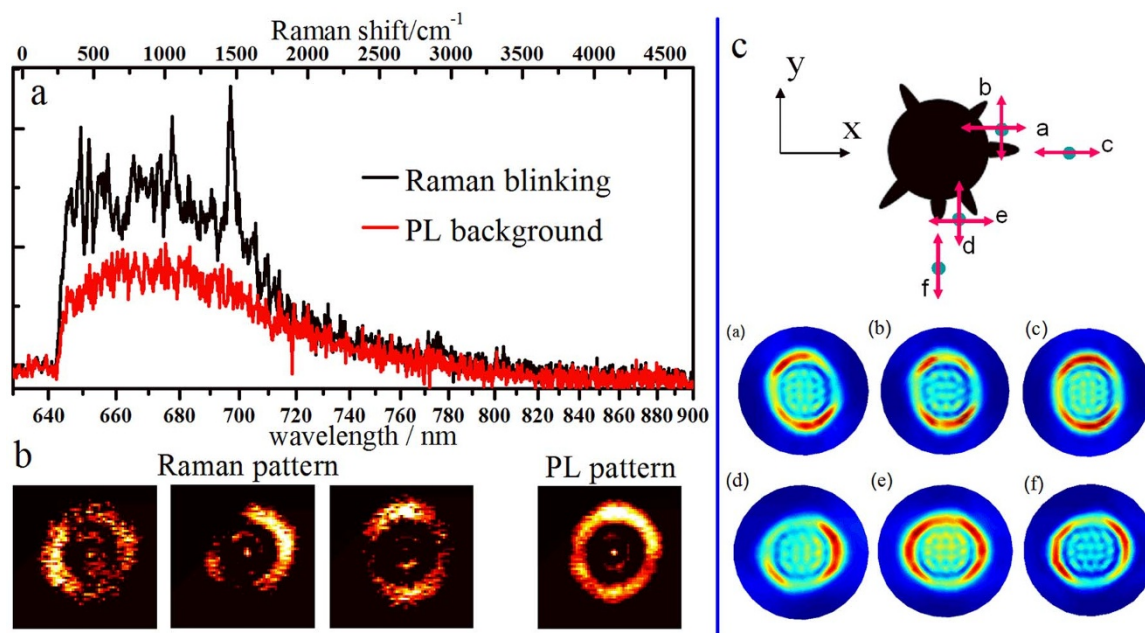 Raman shift/cm-1
0 500 1000 1500 2000 2500 3000 3500 4000 4500
a
Raman blinking
PL background
640 660 680 700 720 740 760 780 800 820 840 860 880 900
wavelength / nm
b
Raman pattern
PL pattern
c
y
x
b
a
c
e
d
f
(a)
(b)
(c)
(d)
(e)
(f)